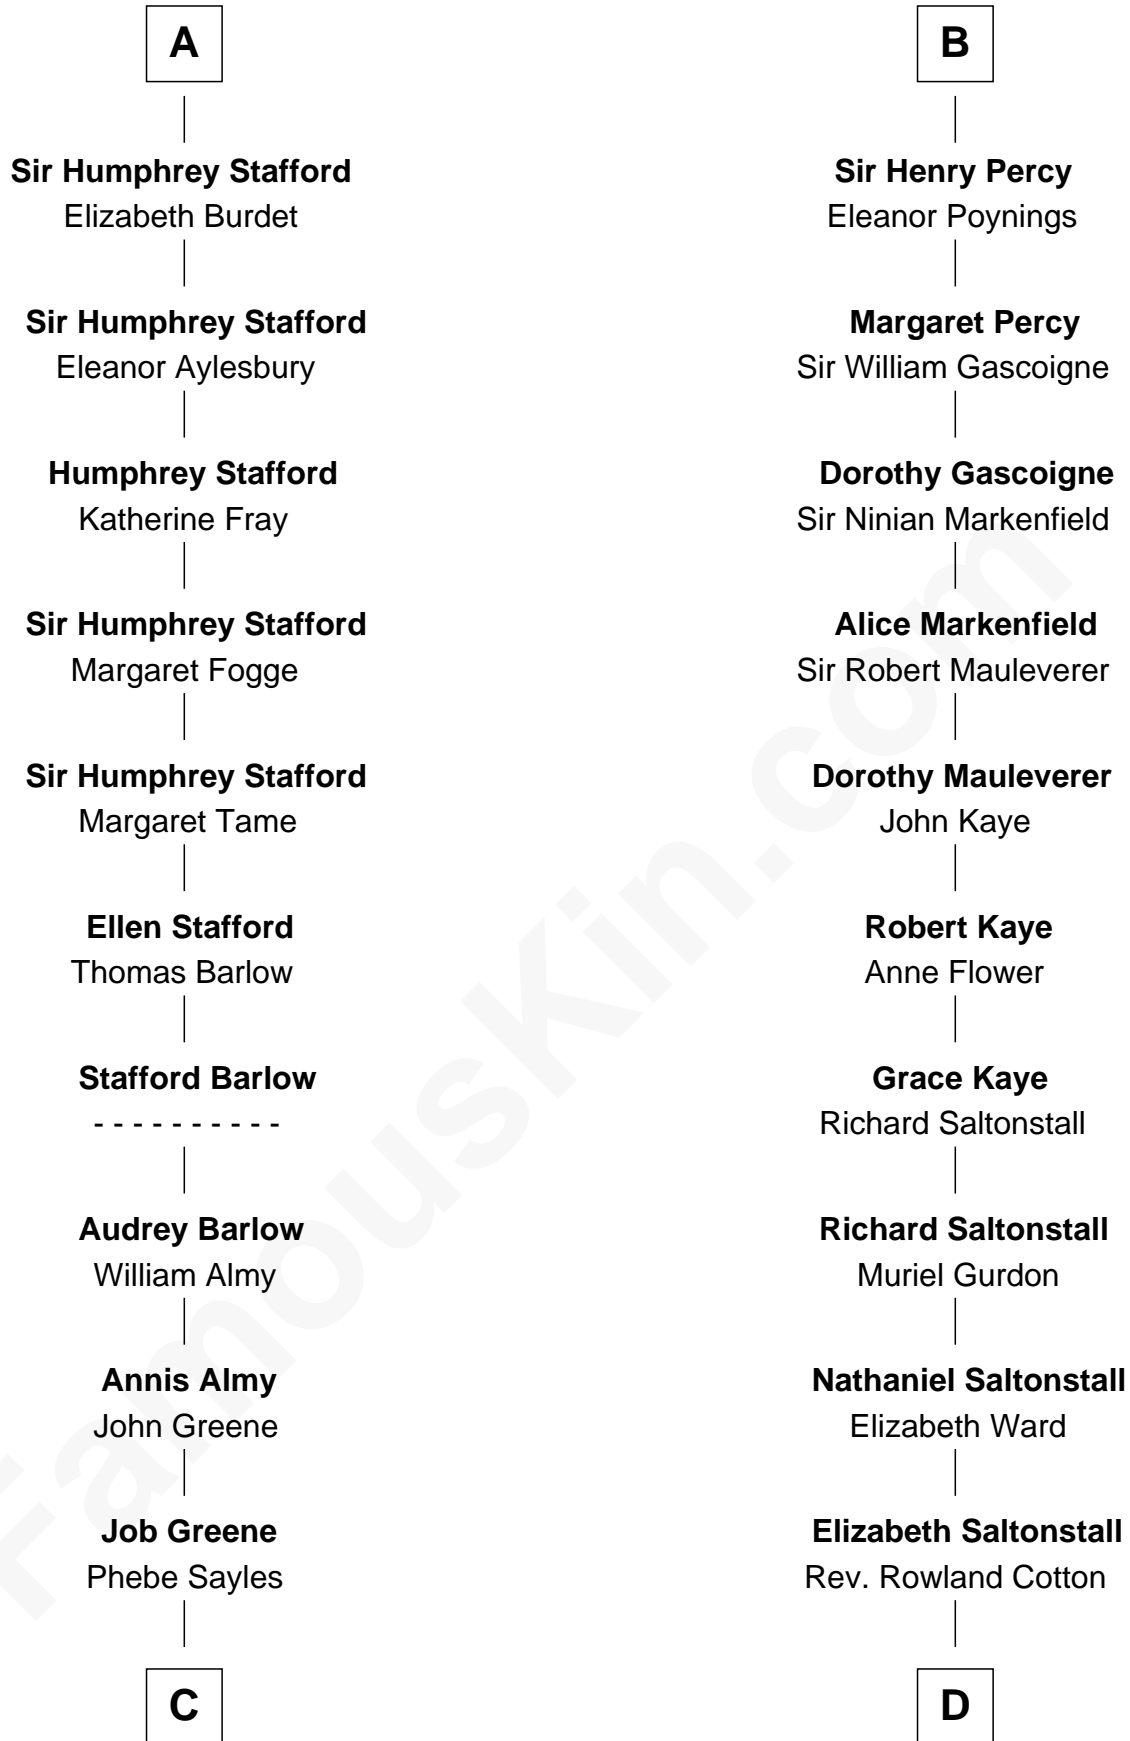 A
Sir Humphrey Stafford
Elizabeth Burdet
Sir Humphrey Stafford
Eleanor Aylesbury
Humphrey Stafford
Katherine Fray
Sir Humphrey Stafford
Margaret Fogge
Sir Humphrey Stafford
Margaret Tame
Ellen Stafford
Thomas Barlow
Stafford Barlow
- - - - - - - - - -
Audrey Barlow
William Almy
Annis Almy
John Greene
Job Greene
Phebe Sayles
C
B
Sir Henry Percy
Eleanor Poynings
Margaret Percy
Sir William Gascoigne
Dorothy Gascoigne
Sir Ninian Markenfield
Alice Markenfield
Sir Robert Mauleverer
Dorothy Mauleverer
John Kaye
Robert Kaye
Anne Flower
Grace Kaye
Richard Saltonstall
Richard Saltonstall
Muriel Gurdon
Nathaniel Saltonstall
Elizabeth Ward
Elizabeth Saltonstall
Rev. Rowland Cotton
D
FamousKin.com